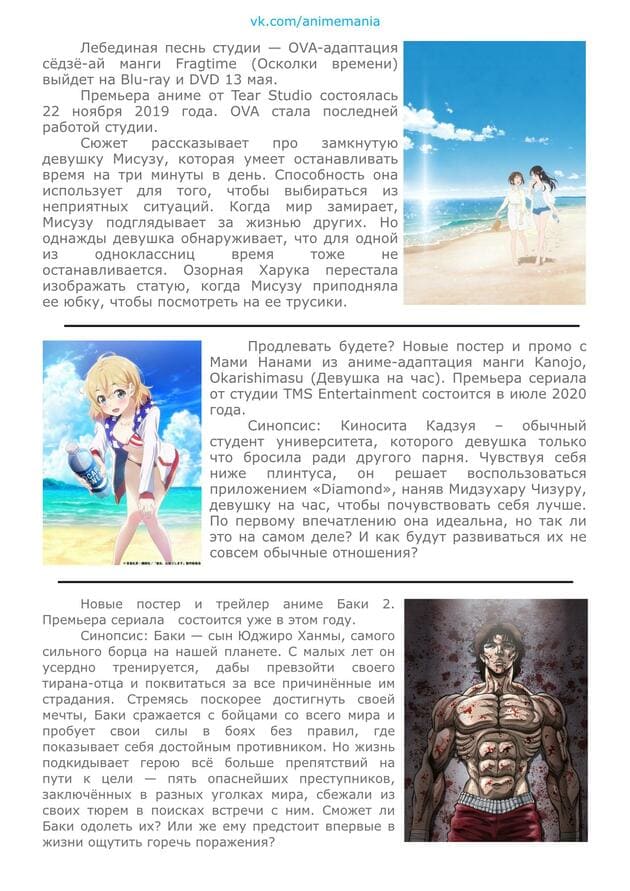 vk.com/animemania
Лебединая песнь студии — OVA-адаптация
сёдзё-ай манги Fragtime (Осколки времени)
выйдет на Blu-ray и DVD 13 мая.
Премьера аниме от Tear Studio состоялась
22 ноября 2019 года. OVA стала последней
работой студии.
Сюжет рассказывает про замкнутую
девушку Мисузу, которая умеет останавливать
время на три минуты в день. Способность она
использует для того, чтобы выбираться из
неприятных ситуаций. Когда мир замирает,
Мисузу подглядывает за жизнью других. Но
однажды девушка обнаруживает, что для одной
из одноклассниц время тоже не
останавливается. Озорная Харука перестала
изображать статую, когда Мисузу приподняла
ее юбку, чтобы посмотреть на ее трусики.
Продлевать будете? Новые постер и промо с
Мами Нанами из аниме-адаптация манги Kanojo,
Okarishimasu (Девушка на час). Премьера сериала
от студии TMS Entertainment состоится в июле 2020
года.
Синопсис: Киносита Кадзуя – обычный
студент университета, которого девушка только
что бросила ради другого парня. Чувствуя себя
ниже плинтуса, он решает воспользоваться
приложением «Diamond», наняв Мидзухару Чизуру,
девушку на час, чтобы почувствовать себя лучше.
По первому впечатлению она идеальна, но так ли
это на самом деле? И как будут развиваться их не
совсем обычные отношения?
Новые постер и трейлер аниме Баки 2.
Премьера сериала состоится уже в этом году.
Синопсис: Баки — сын Юджиро Ханмы, самого
сильного борца на нашей планете. С малых лет он
усердно тренируется, дабы превзойти своего
тирана-отца и поквитаться за все причинённые им
страдания. Стремясь поскорее достигнуть своей
мечты, Баки сражается с бойцами со всего мира и
пробует свои силы в боях без правил, где
показывает себя достойным противником. Но жизнь
подкидывает герою всё больше препятствий на
пути к цели — пять опаснейших преступников,
заключённых в разных уголках мира, сбежали из
своих тюрем в поисках встречи с ним. Сможет ли
Баки одолеть их? Или же ему предстоит впервые в
жизни ощутить горечь поражения?